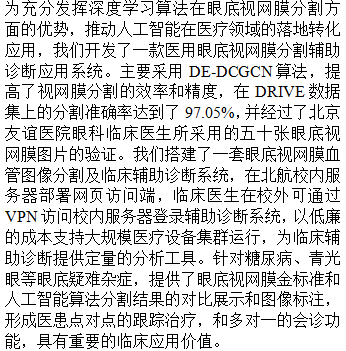 为充分发挥深度学习算法在眼底视网膜分割方
面的优势，推动人工智能在医疗领域的落地转化
应用，我们开发了一款医用眼底视网膜分割辅助
诊断应用系统。主要采用 DE-DCGCN 算法，提
高了视网膜分割的效率和精度，在 DRIVE 数据
集上的分割准确率达到了 97.05%，并经过了北京
友谊医院眼科临床医生所采用的五十张眼底视
网膜图片的验证。我们搭建了一套眼底视网膜血
管图像分割及临床辅助诊断系统，在北航校内服
务器部署网页访问端，临床医生在校外可通过
VPN 访问校内服务器登录辅助诊断系统，以低廉
的成本支持大规模医疗设备集群运行，为临床辅
助诊断提供定量的分析工具。针对糖尿病、青光
眼等眼底疑难杂症，提供了眼底视网膜金标准和
人工智能算法分割结果的对比展示和图像标注，
形成医患点对点的跟踪治疗，和多对一的会诊功
能，具有重要的临床应用价值。